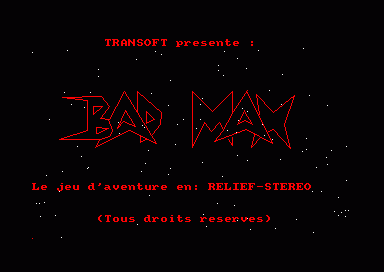 TRANSOFT presente :
BAD MAX
Le jeu d'aventure en: RELIEF-STEREO
(Tous droits reserves)